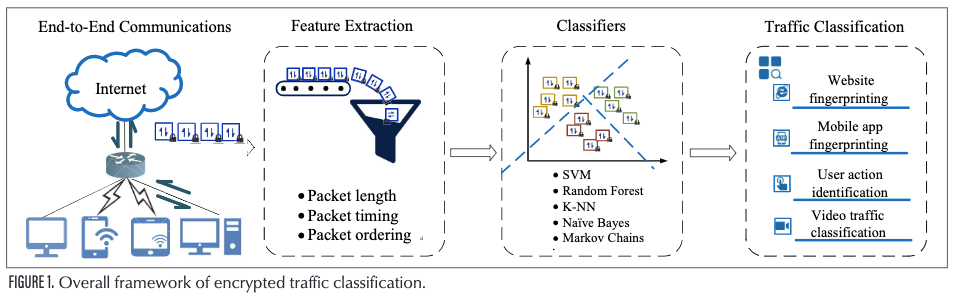 End-to-End Communications
Internet
Feature Extraction
• Packet length
• Packet timing
• Packet ordering
Classifiers
• SVM
• Random Forest
• K-NN
• Naïve Bayes
• Markov Chains
Traffic Classification
Website
fingerprinting
Mobile app
fingerprinting
User action
identification
Video traffic
classification
FIGURE 1. Overall framework of encrypted traffic classification.